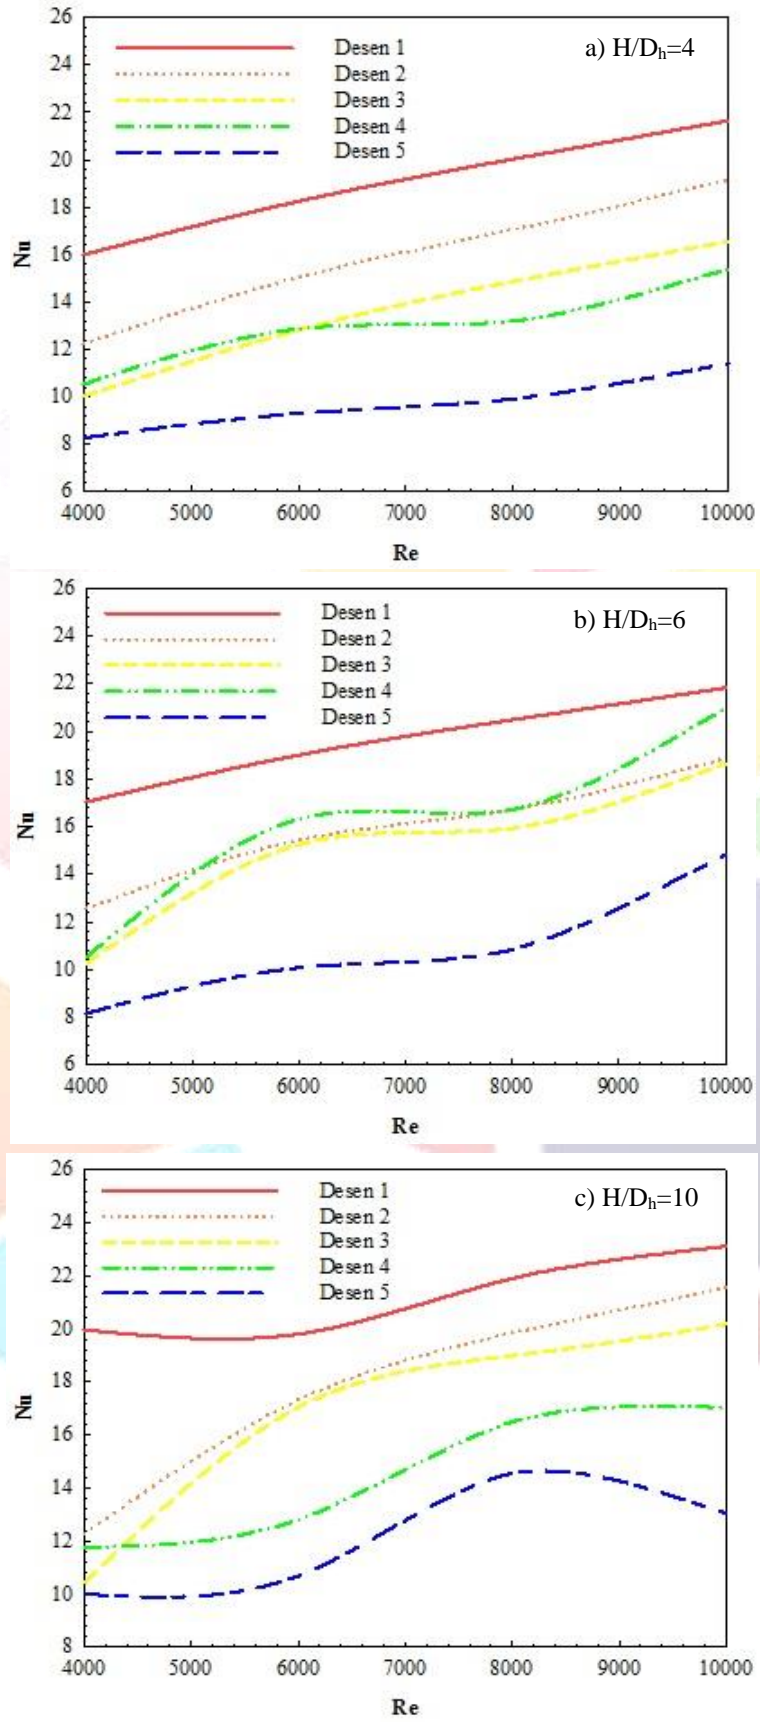 26
24
22
20
18
16
14
12
10
8
6
Nu
Desen 1
Desen 2
Desen 3
Desen 4
Desen 5
a) H/Dₕ=4
4000 5000 6000 7000 8000 9000 10000
Re
26
24
22
20
18
16
14
12
10
8
6
Nu
Desen 1
Desen 2
Desen 3
Desen 4
Desen 5
b) H/Dₕ=6
4000 5000 6000 7000 8000 9000 10000
Re
26
24
22
20
18
16
14
12
10
8
Nu
Desen 1
Desen 2
Desen 3
Desen 4
Desen 5
c) H/Dₕ=10
4000 5000 6000 7000 8000 9000 10000
Re